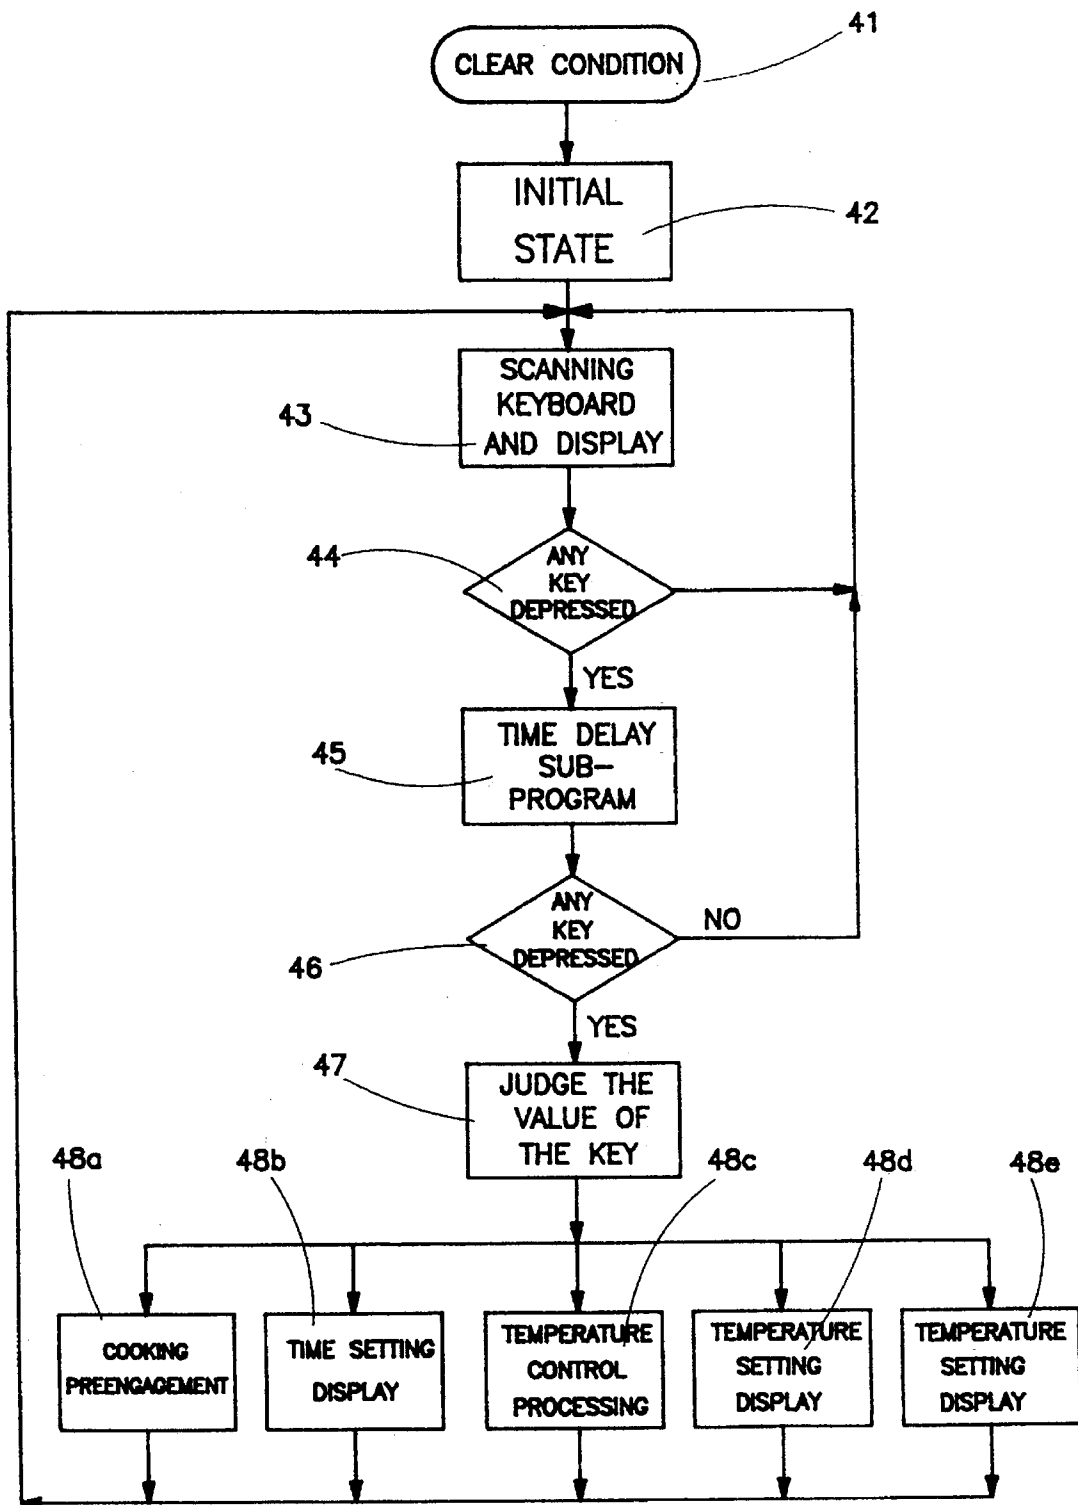 41
CLEAR CONDITION
INITIAL
STATE
42
SCANNING
KEYBOARD
AND DISPLAY
43
44
ANY
KEY
DEPRESSED
YES
45
TIME DELAY
SUB-
PROGRAM
ANY
KEY
DEPRESSED
NO
46
YES
47
JUDGE THE
VALUE OF
THE KEY
48a
48b
48c
48d
48e
COOKING
PREENGAGEMENT
TIME SETTING
DISPLAY
TEMPERATURE
CONTROL
PROCESSING
TEMPERATURE
SETTING
DISPLAY
TEMPERATURE
SETTING
DISPLAY